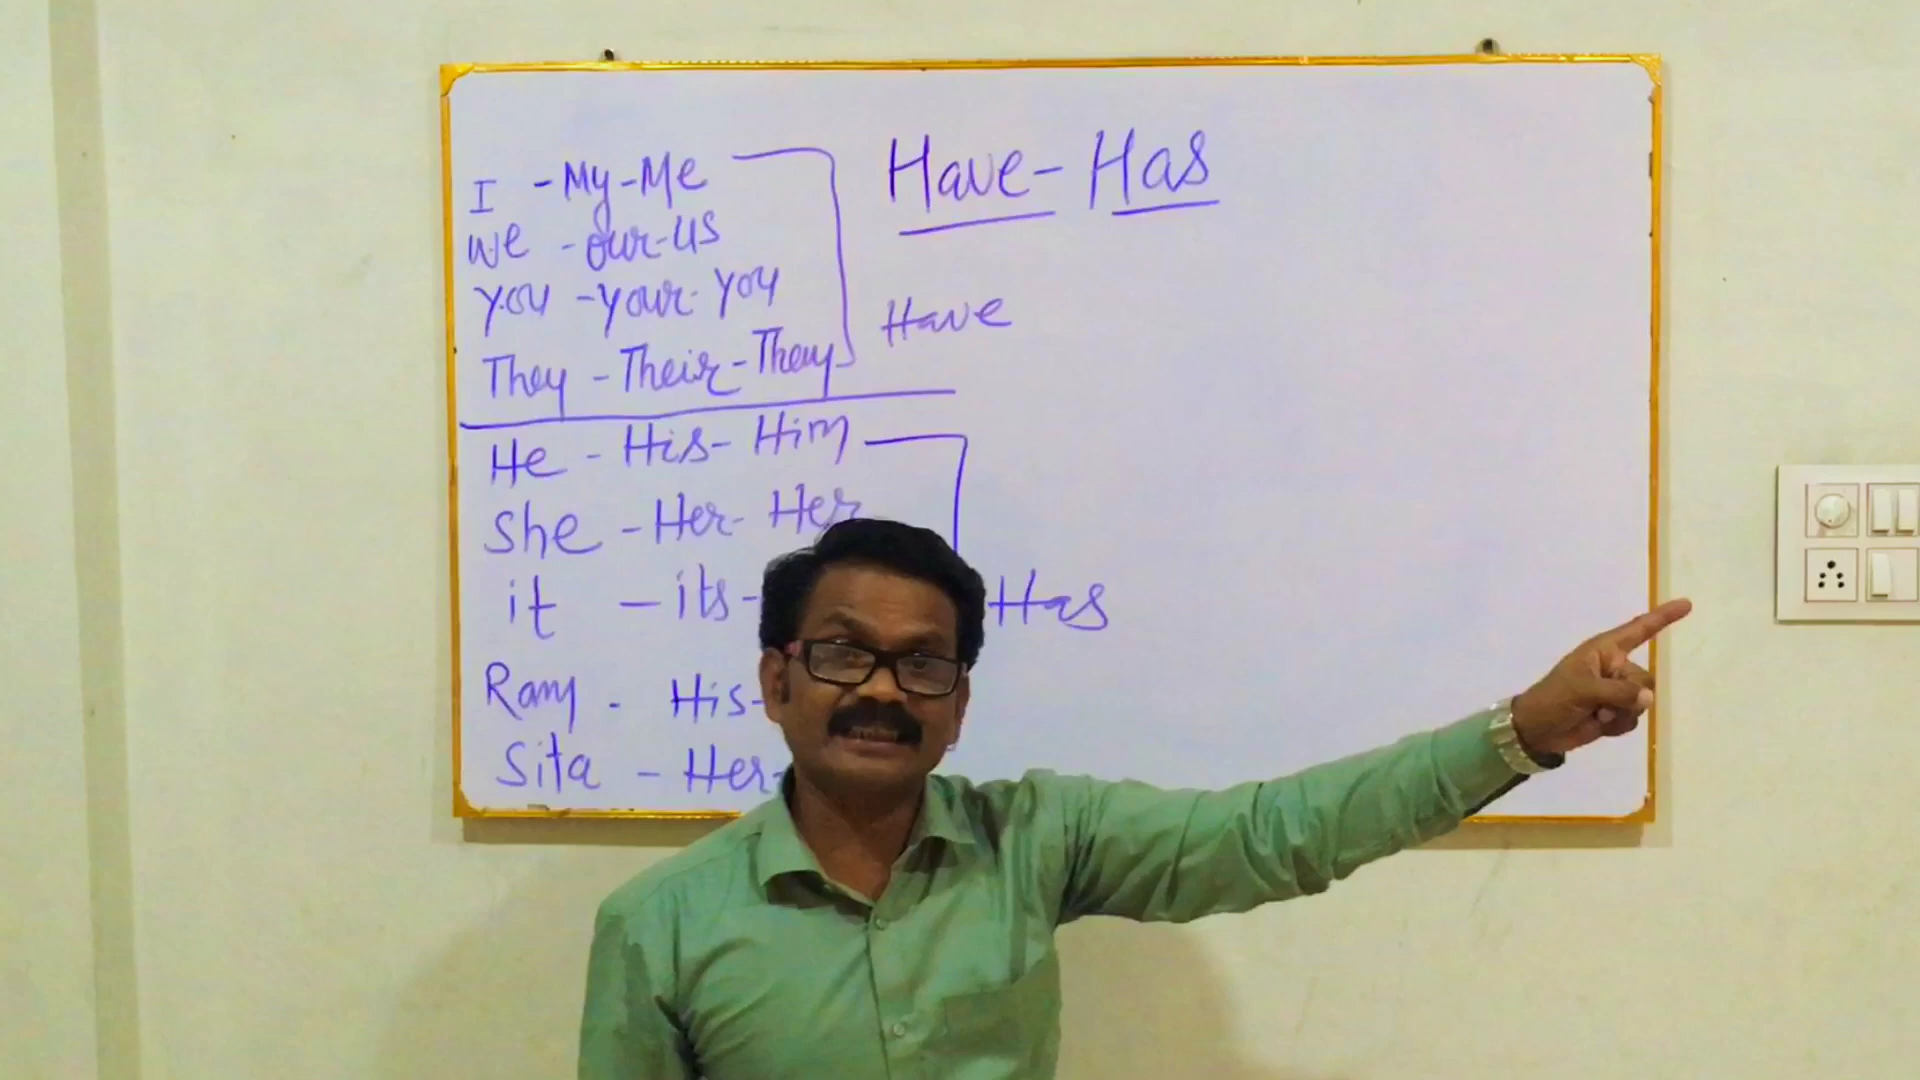 Have - Has
I - My - Me
We - our - us
You - your - You
They - Their - They
Have
He - His - Him
She - Her - Her
it - its -
Has
Ram - His -
Sita - Her -